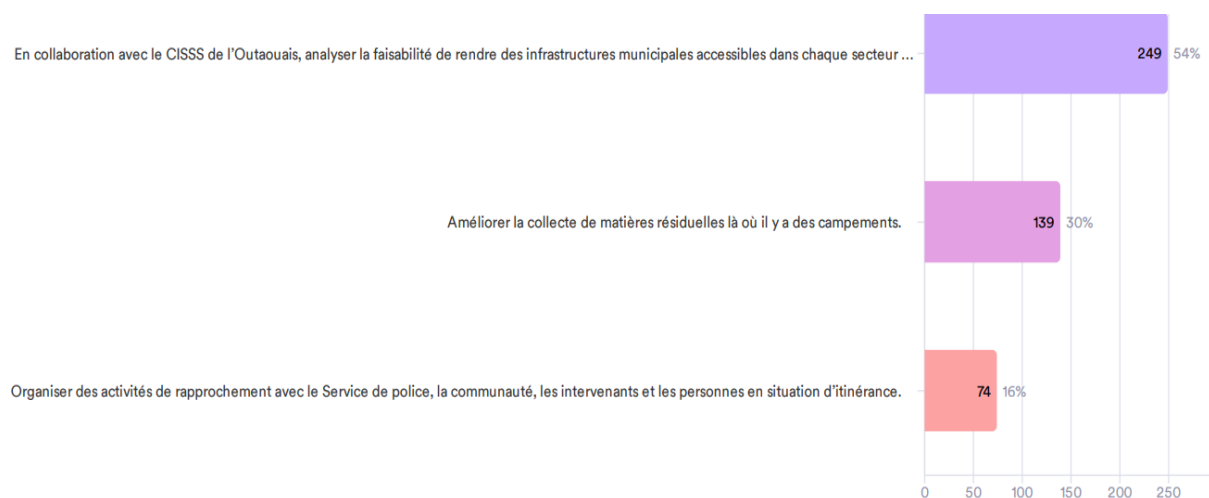 En collaboration avec le CISSS de l’Outaouais, analyser la faisabilité de rendre des infrastructures municipales accessibles dans chaque secteur ... 249 54%
Améliorer la collecte de matières résiduelles là où il y a des campements. 139 30%
Organiser des activités de rapprochement avec le Service de police, la communauté, les intervenants et les personnes en situation d’itinérance. 74 16%
0 50 100 150 200 250